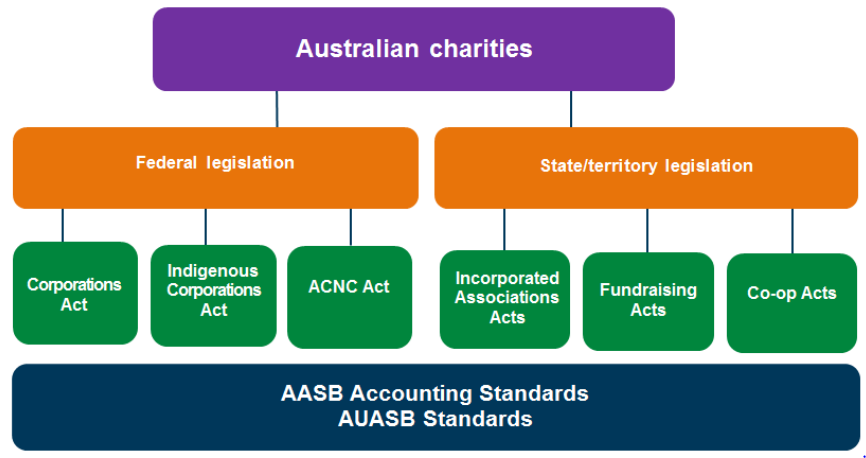 Australian charities
Federal legislation
State/territory legislation
Corporations
Act
Indigenous
Corporations
Act
ACNC Act
Incorporated
Associations
Acts
Fundraising
Acts
Co-op Acts
AASB Accounting Standards
AUASB Standards